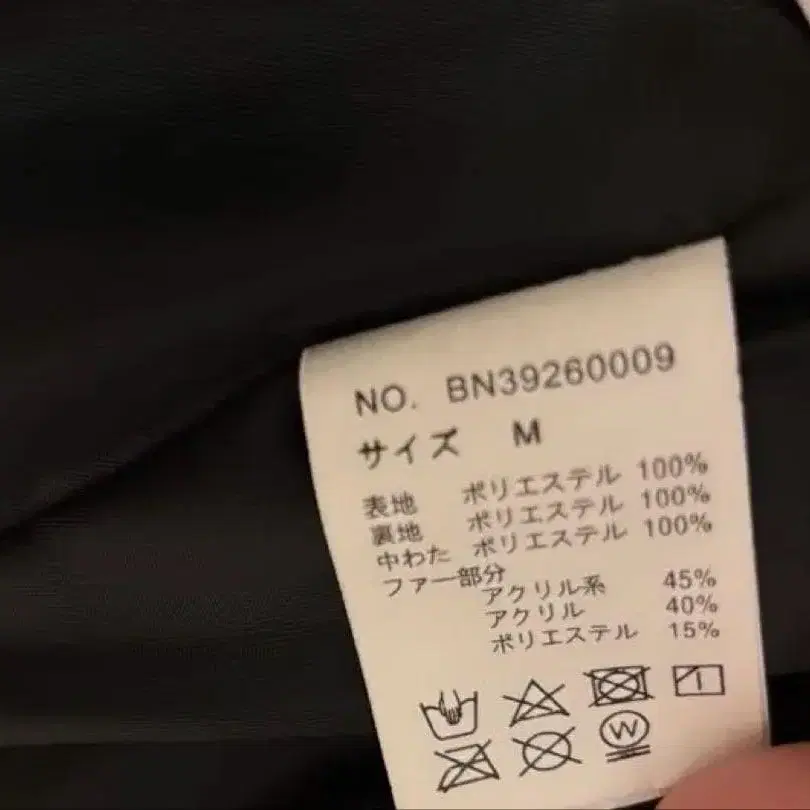 NO. BN39260009
サイズ M
表地 ポリエステル 100%
裏地 ポリエステル 100%
中わた ポリエステル 100%
ファー部分
アクリル系 45%
アクリル 40%
ポリエステル 15%
W